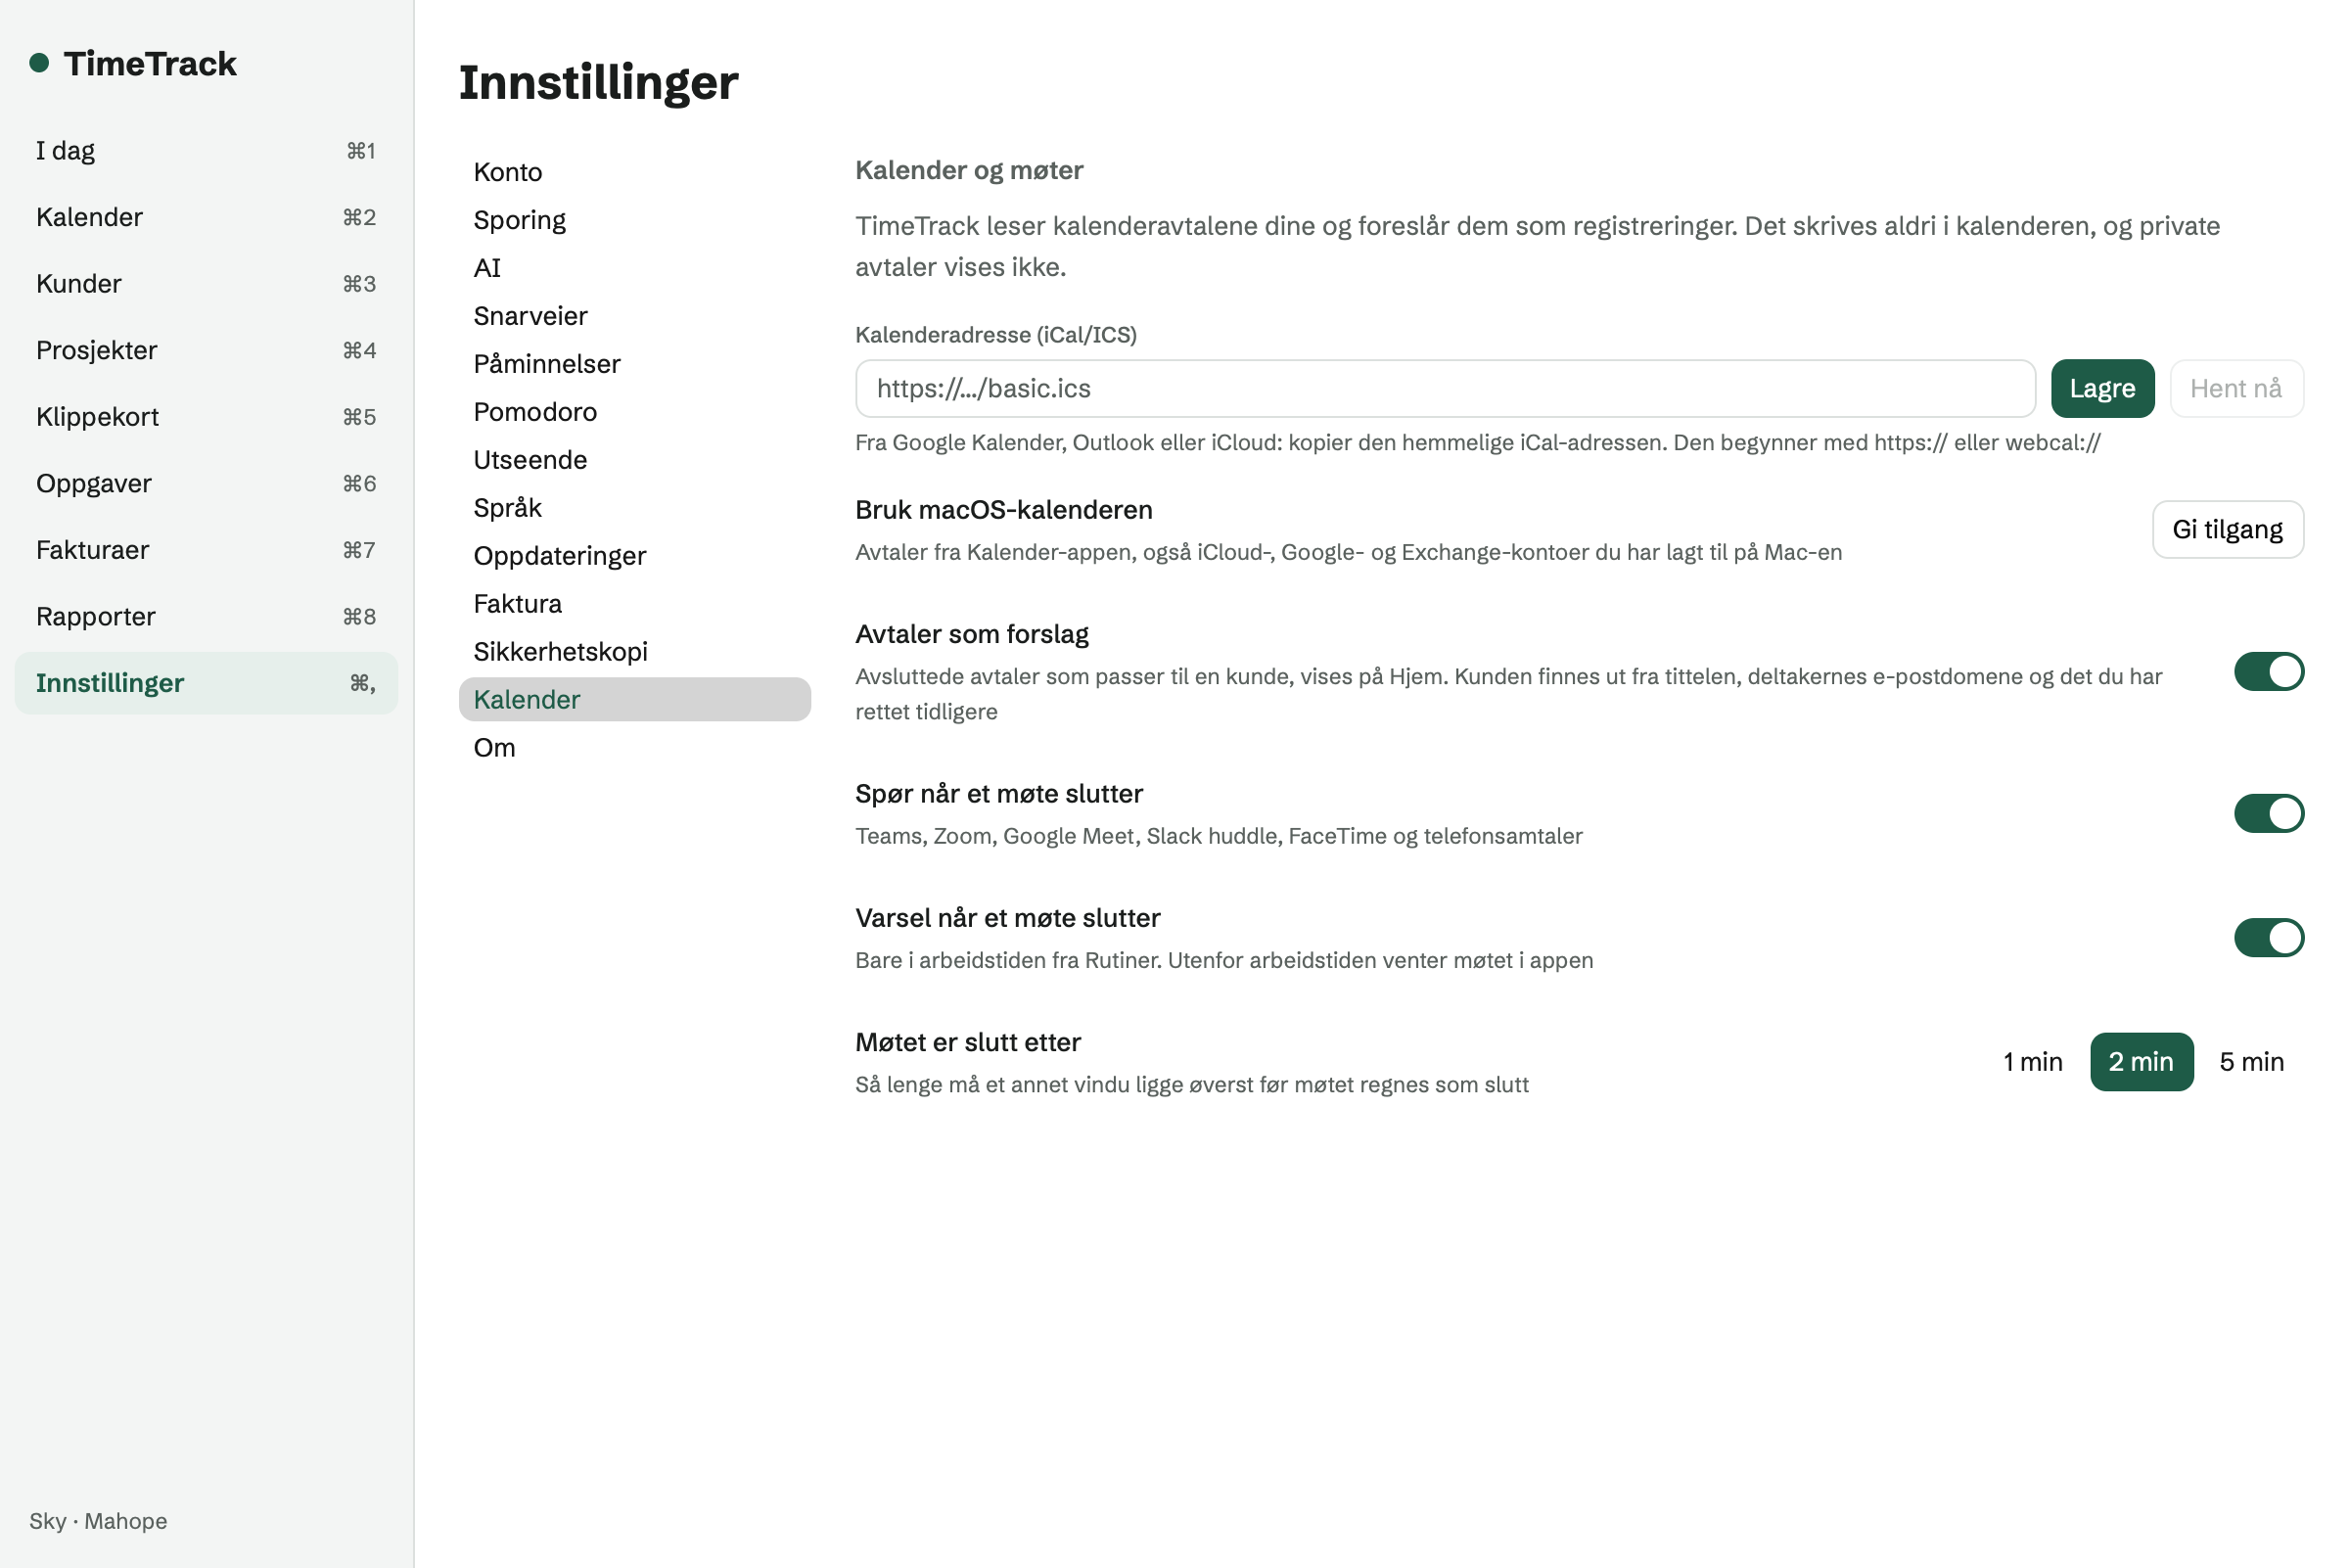 TimeTrack
I dag ⌘1
Kalender ⌘2
Kunder ⌘3
Prosjekter ⌘4
Klippekort ⌘5
Oppgaver ⌘6
Fakturaer ⌘7
Rapporter ⌘8
Innstillinger ⌘,
Sky · Mahope
Innstillinger
Konto
Sporing
AI
Snarveier
Påminnelser
Pomodoro
Utseende
Språk
Oppdateringer
Faktura
Sikkerhetskopi
Kalender
Om
Kalender og møter
TimeTrack leser kalenderavtalene dine og foreslår dem som registreringer. Det skrives aldri i kalenderen, og private
avtaler vises ikke.
Kalenderadresse (iCal/ICS)
https://.../basic.ics Lagre Hent nå
Fra Google Kalender, Outlook eller iCloud: kopier den hemmelige iCal-adressen. Den begynner med https:// eller webcal://
Bruk macOS-kalenderen
Avtaler fra Kalender-appen, også iCloud-, Google- og Exchange-kontoer du har lagt til på Mac-en
Gi tilgang
Avtaler som forslag
Avsluttede avtaler som passer til en kunde, vises på Hjem. Kunden finnes ut fra tittelen, deltakernes e-postdomene og det du har
rettet tidligere
Spør når et møte slutter
Teams, Zoom, Google Meet, Slack huddle, FaceTime og telefonsamtaler
Varsel når et møte slutter
Bare i arbeidstiden fra Rutiner. Utenfor arbeidstiden venter møtet i appen
Møtet er slutt etter
Så lenge må et annet vindu ligge øverst før møtet regnes som slutt
1 min 2 min 5 min